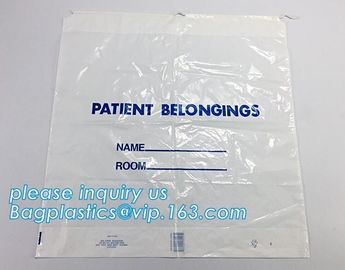 PATIENT BELONGINGS
NAME
ROOM
please inquiry us
Bagplastics@vip.163.com